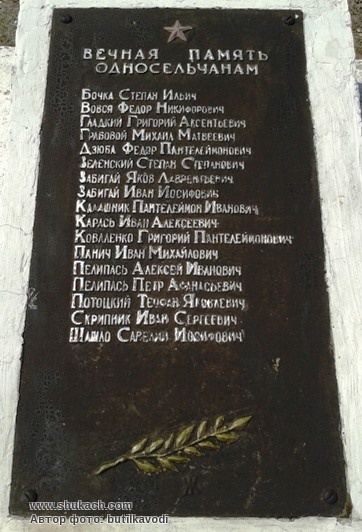 ВЕЧНАЯ ПАМЯТЬ
ОДНОСЕЛЬЧАНАМ
Бочка Степан Ильич
Вовся Федор Никифорович
Гладкий Григорий Аксентьевич
Грабовой Михаил Матвеевич
Дзюба Федор Пантелеймонович
Зеленский Степан Степанович
Забигай Яков Лаврентьевич
Забигай Иван Иосифович
Калашник Пантелеймон Иванович
Карась Иван Алексеевич
Коваленко Григорий Пантелеймонович
Панич Иван Михайлович
Пелипась Алексей Иванович
Пелипась Петр Афанасьевич
Потоцкий Теофан Яковлевич
Скрипник Иван Сергеевич
Шашло Иосифович
www.shukach.com
Автор фото: butilkavodi